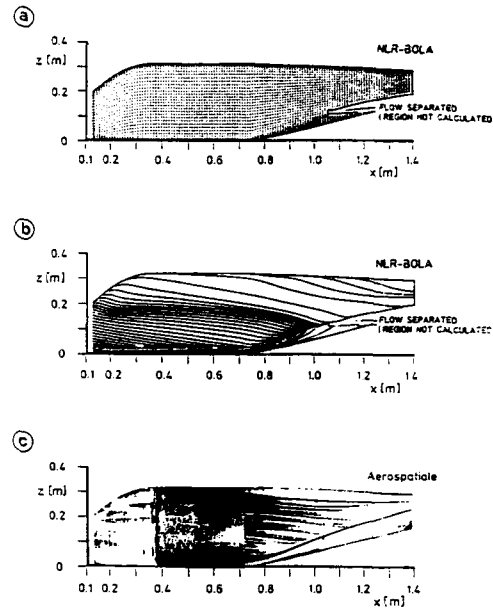 a
0.4
NLR-BOLA
z [m]
0.2
FLOW SEPARATED
(REGION NOT CALCULATED
0
0.1 0.2 0.4 0.6 0.8 1.0 1.2 1.4
x [m]
b
0.4
NLR-BOLA
z [m]
0.2
FLOW SEPARATED
(REGION NOT CALCULATED
0
0.1 0.2 0.4 0.6 0.8 1.0 1.2 1.4
x [m]
c
0.4
Aerospatiale
z [m]
0.2
0
0.1 0.2 0.4 0.6 0.8 1.0 1.2 1.4
x [m]